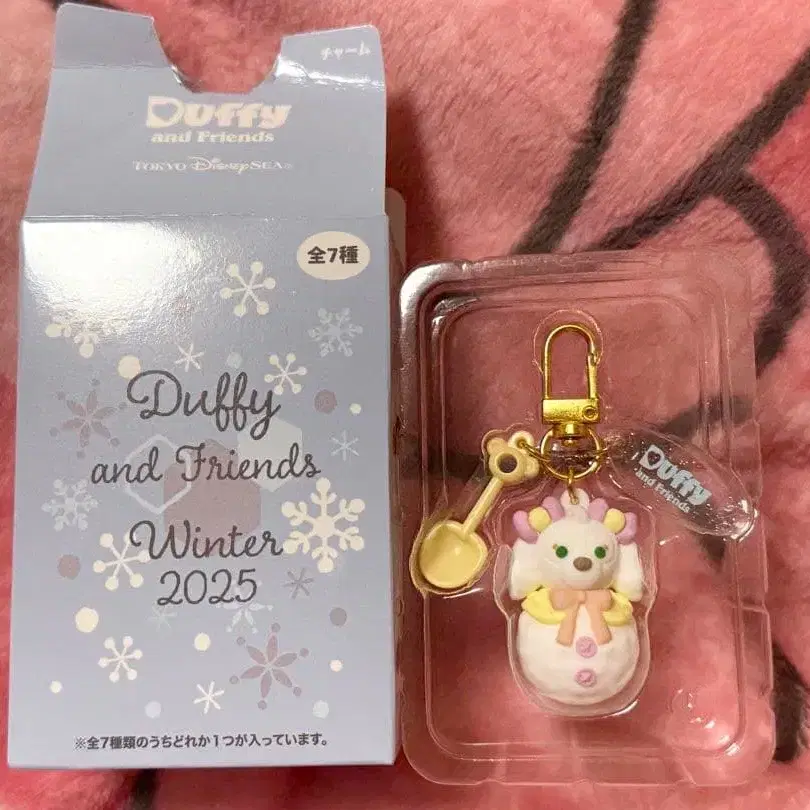 チャーム
Duffy
and Friends
TOKYO DISNEYSEA®
全7種
Duffy
and Friends
Winter
2025
※全7種類のうちどれか1つが入っています。
Duffy
and Friends